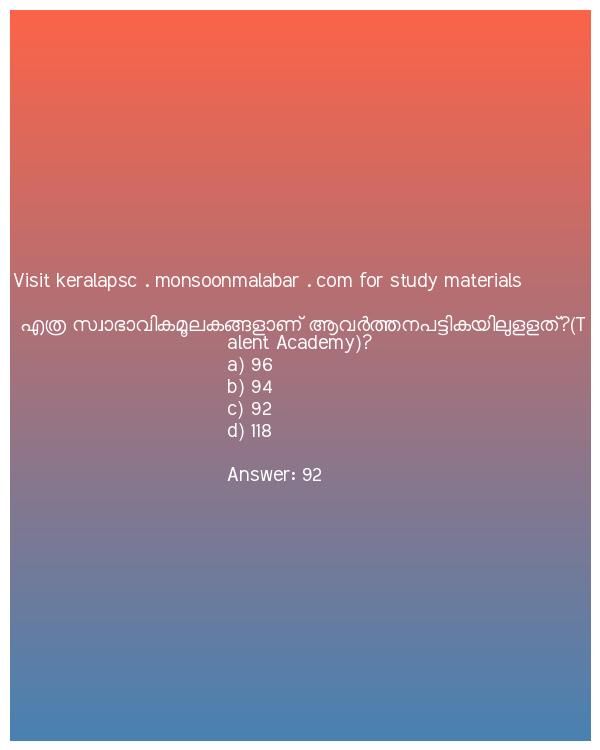 Visit keralapsc . monsoonmalabar . com for study materials
എത്ര സ്വാഭാവികമൂലകങ്ങളാണ് ആവർത്തനപട്ടികയിലുളളത്?(T
alent Academy)?
a) 96
b) 94
c) 92
d) 118
Answer: 92